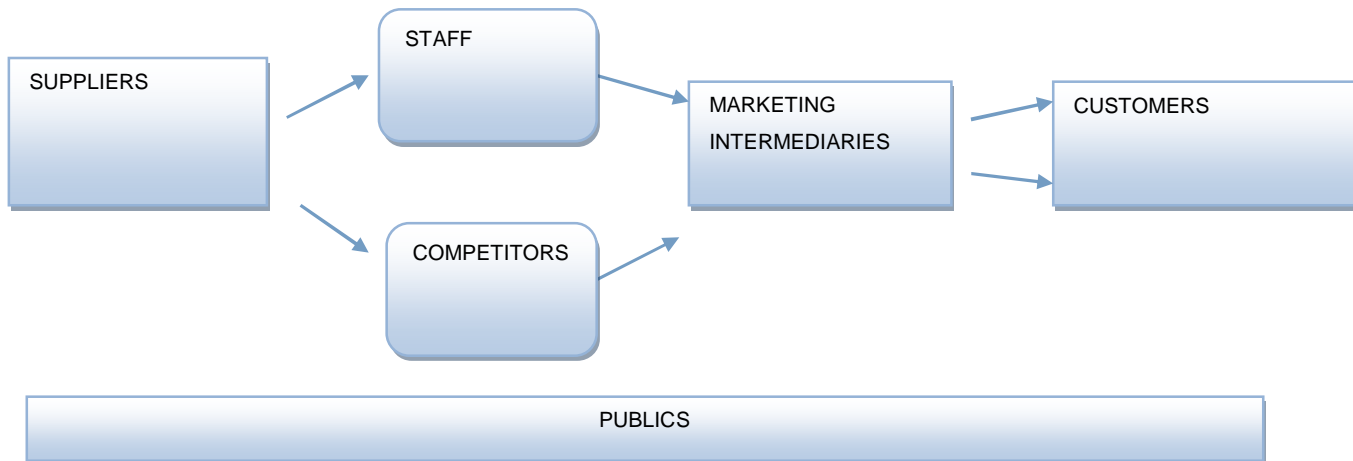 STAFF
SUPPLIERS
MARKETING
INTERMEDIARIES
CUSTOMERS
COMPETITORS
PUBLICS